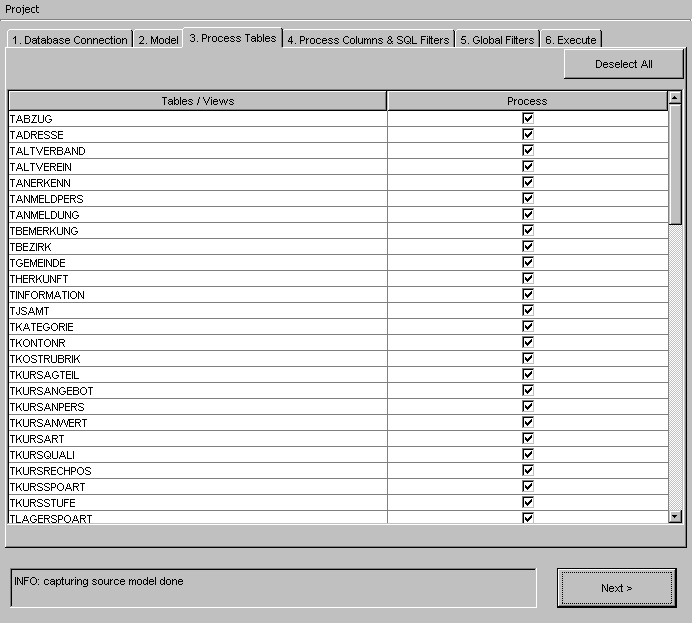 Project
1. Database Connection 2. Model 3. Process Tables 4. Process Columns & SQL Filters 5. Global Filters 6. Execute
Deselect All
Tables / Views Process
TABZUG
TADRESSE
TALTVERBAND
TALTVEREIN
TANERKENN
TANMELDPERS
TANMELDUNG
TBEMERKUNG
TBEZIRK
TGEMEINDE
THERKUNFT
TINFORMATION
TJSAMT
TKATEGORIE
TKONTONR
TKOSTRUBRIK
TKURSAGTEIL
TKURSANGEBOT
TKURSANPERS
TKURSANWERT
TKURSART
TKURSQUALI
TKURSRECHPOS
TKURSSPOART
TKURSSTUFE
TLAGERSPOART
INFO: capturing source model done
Next >